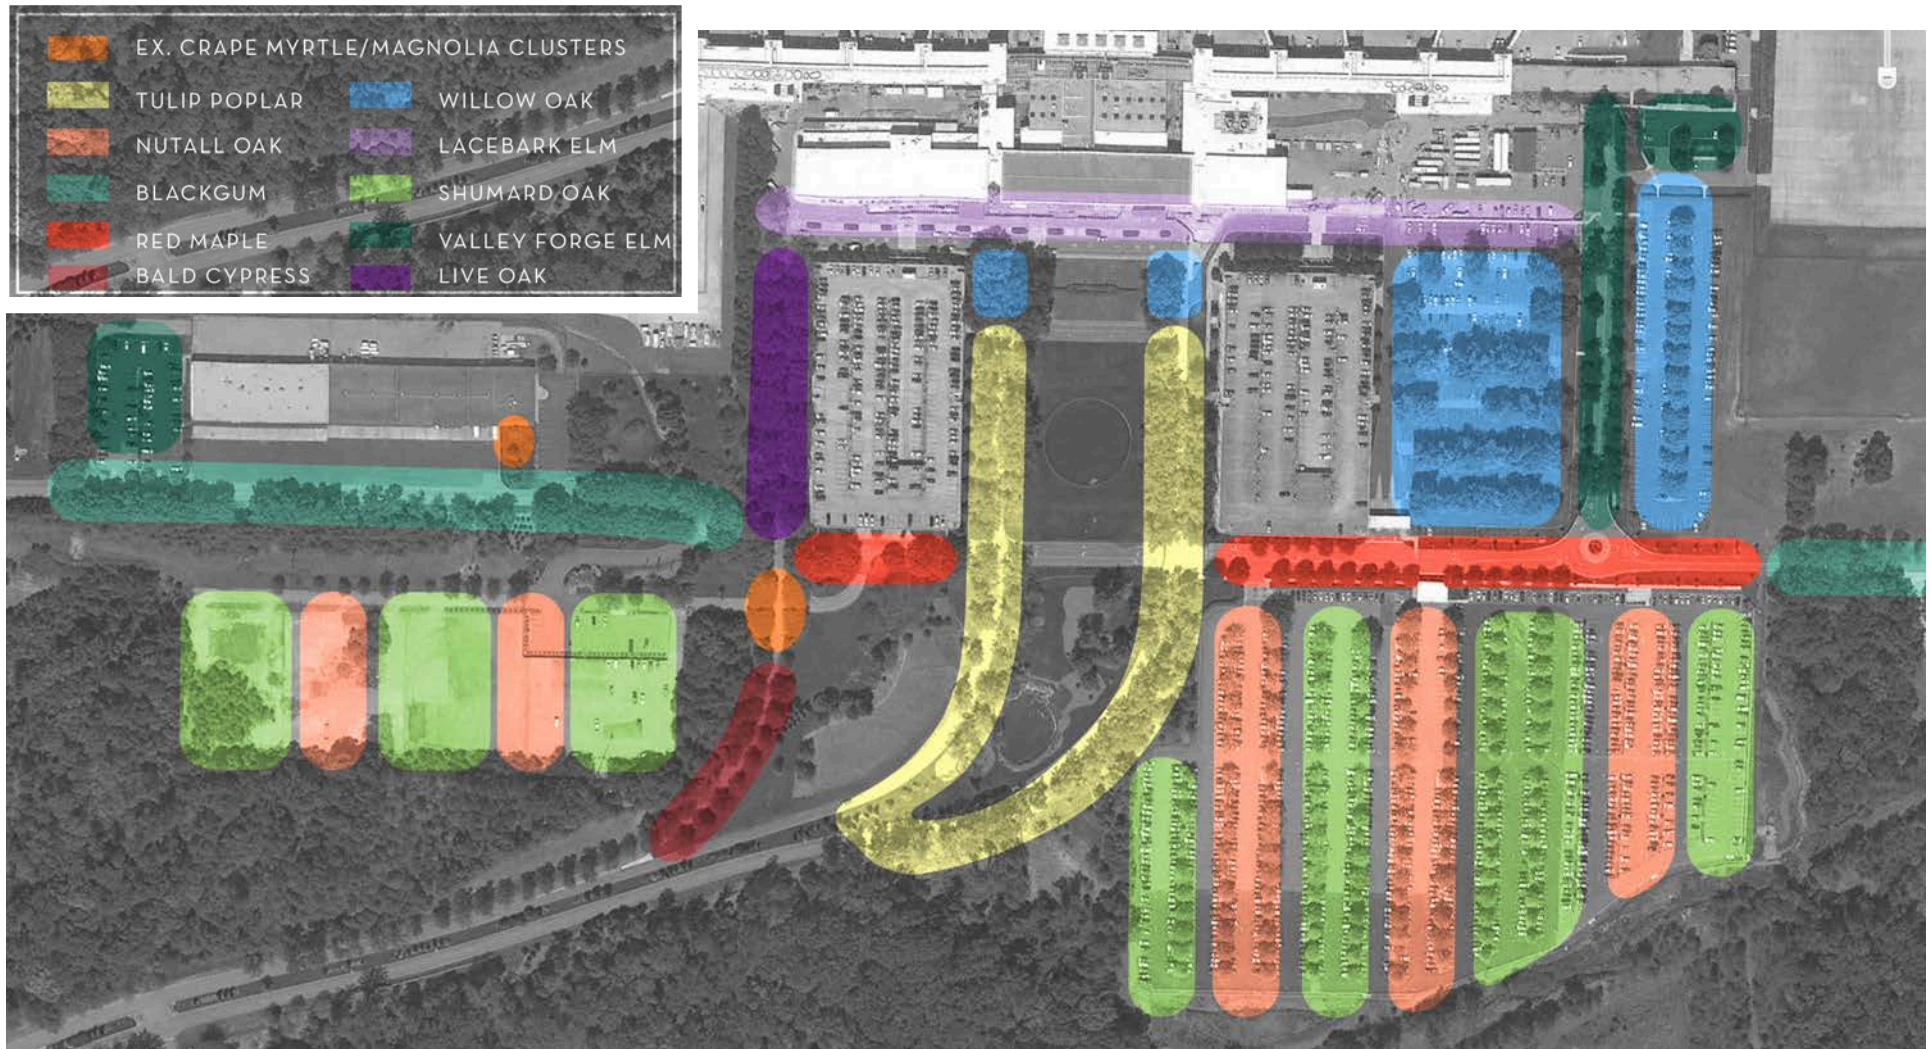 EX. CRAPE MYRTLE/MAGNOLIA CLUSTERS
TULIP POPLAR
NUTALL OAK
BLACKGUM
RED MAPLE
BALD CYPRESS
WILLOW OAK
LACEBARK ELM
SHUMARD OAK
VALLEY FORGE ELM
LIVE OAK